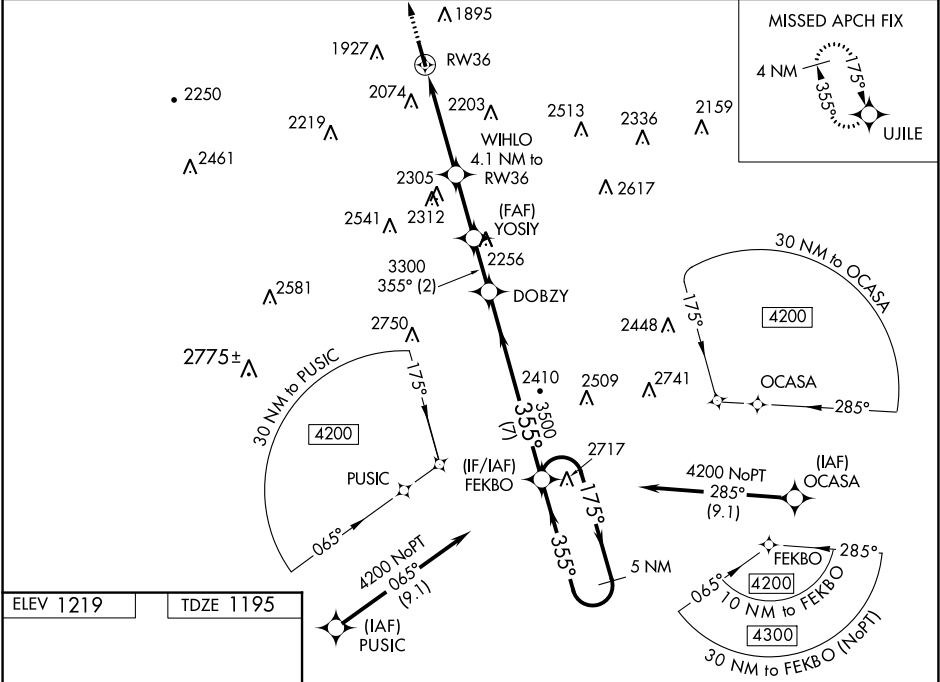 1895
1927
RW36
MISSED APCH FIX
4 NM
175°
355°
UJILE
2250
2074
2203
2513
2336
2159
2219
WIHLO
4.1 NM to
RW36
2461
2305
2312
2617
2541
(FAF)
YOSIY
2256
3300
355° (2)
DOBZY
30 NM to OCASA
175°
4200
OCASA
285°
2581
2750
2448
2775±
30 NM to PUSIC
175°
4200
PUSIC
065°
2410
2509
2741
3500
355°
(7)
2717
(IF/IAF)
FEKBO
175°
355°
5 NM
4200 NoPT
285°
(9.1)
(IAF)
OCASA
4200 NoPT
065°
(9.1)
(IAF)
PUSIC
FEKBO
285°
065°
4200
10 NM to FEKBO
4300
30 NM to FEKBO (NoPT)
ELEV 1219
TDZE 1195